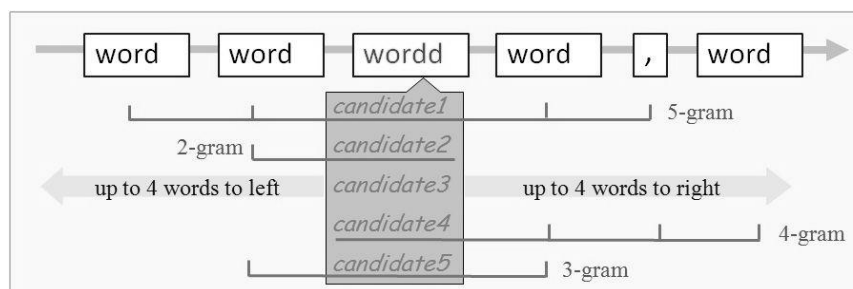 word word wordd word , word
candidate1 5-gram
2-gram candidate2
up to 4 words to left candidate3 up to 4 words to right
candidate4 4-gram
candidate5 3-gram